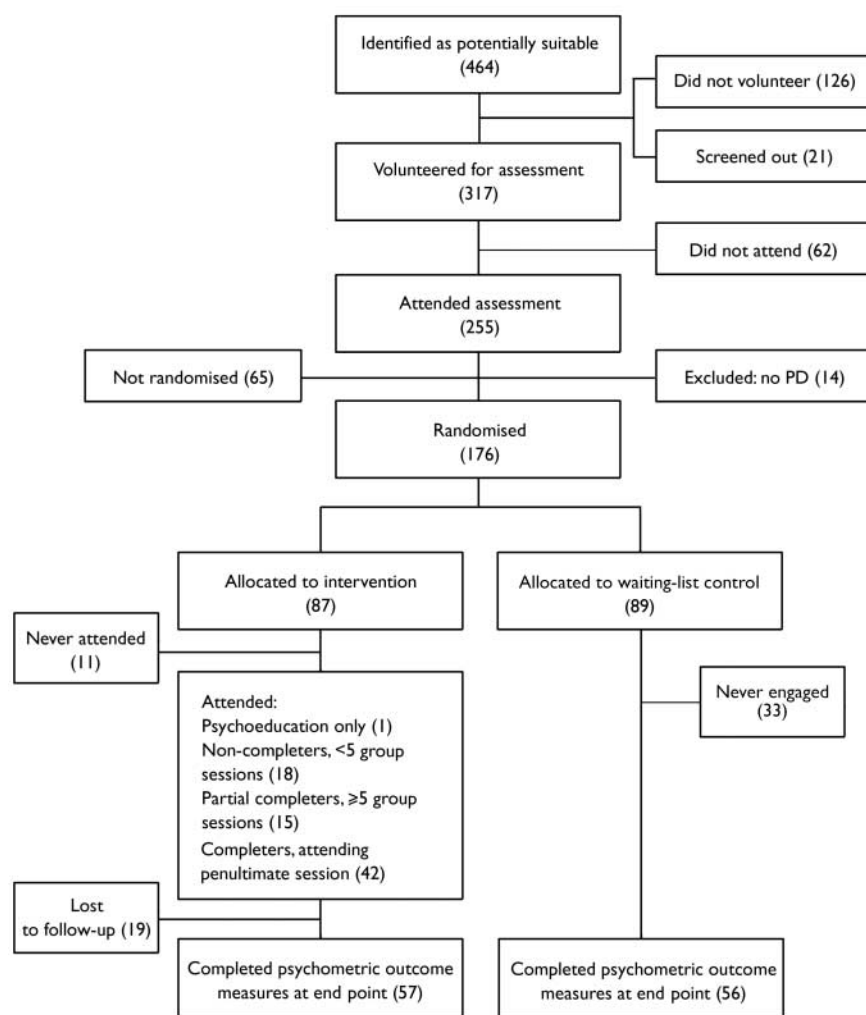 Identified as potentially suitable
(464)
Did not volunteer (126)
Screened out (21)
Volunteered for assessment
(317)
Did not attend (62)
Attended assessment
(255)
Not randomised (65)
Excluded: no PD (14)
Randomised
(176)
Allocated to intervention
(87)
Allocated to waiting-list control
(89)
Never attended
(11)
Never engaged
(33)
Attended:
Psychoeducation only (1)
Non-completers, <5 group
sessions (18)
Partial completers, ⩾5 group
sessions (15)
Completers, attending
penultimate session (42)
Lost
to follow-up (19)
Completed psychometric outcome
measures at end point (57)
Completed psychometric outcome
measures at end point (56)